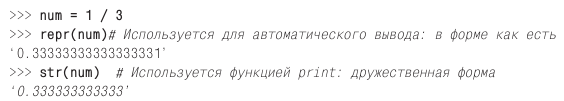 >>> num = 1 / 3
>>> repr(num)# Используется для автоматического вывода: в форме как есть
‘0.33333333333333331’
>>> str(num)  # Используется функцией print: дружественная форма
‘0.333333333333’